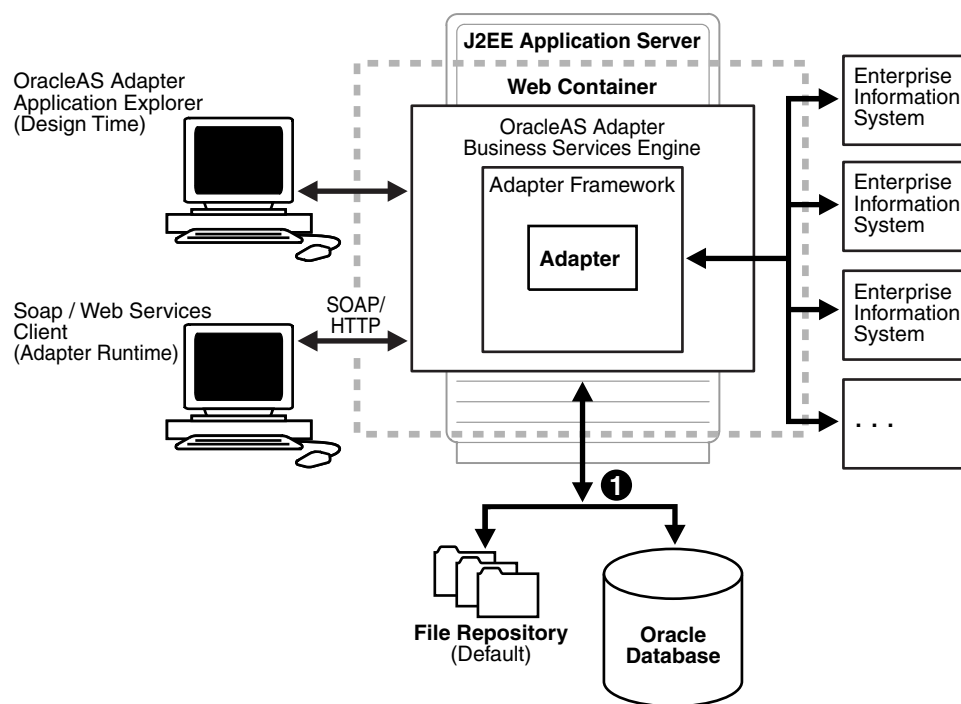 J2EE Application Server
Web Container
OracleAS Adapter
Application Explorer
(Design Time)
OracleAS Adapter
Business Services Engine
Adapter Framework
Adapter
Soap / Web Services
Client
(Adapter Runtime)
SOAP/
HTTP
Enterprise
Information
System
Enterprise
Information
System
Enterprise
Information
System
. . .
1
File Repository
(Default)
Oracle
Database